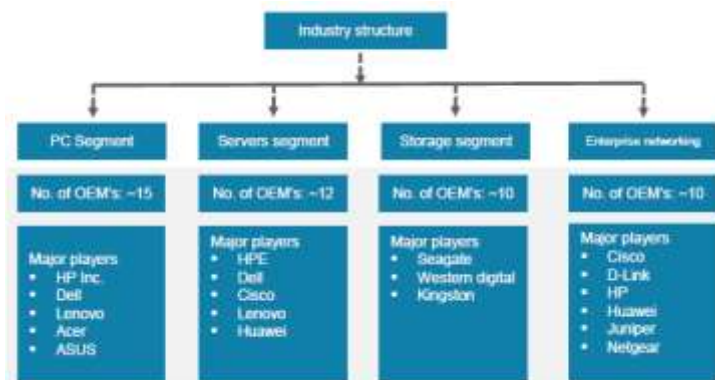 Industry structure
PC Segment
Servers segment
Storage segment
Enterprise networking
No. of OEM's: ~15
No. of OEM's: ~12
No. of OEM's: ~10
No. of OEM's: ~10
Major players
HP Inc.
Dell
Lenovo
Acer
ASUS
Major players
HPE
Dell
Cisco
Lenovo
Huawei
Major players
Seagate
Western digital
Kingston
Major players
Cisco
D-Link
HP
Huawei
Juniper
Netgear